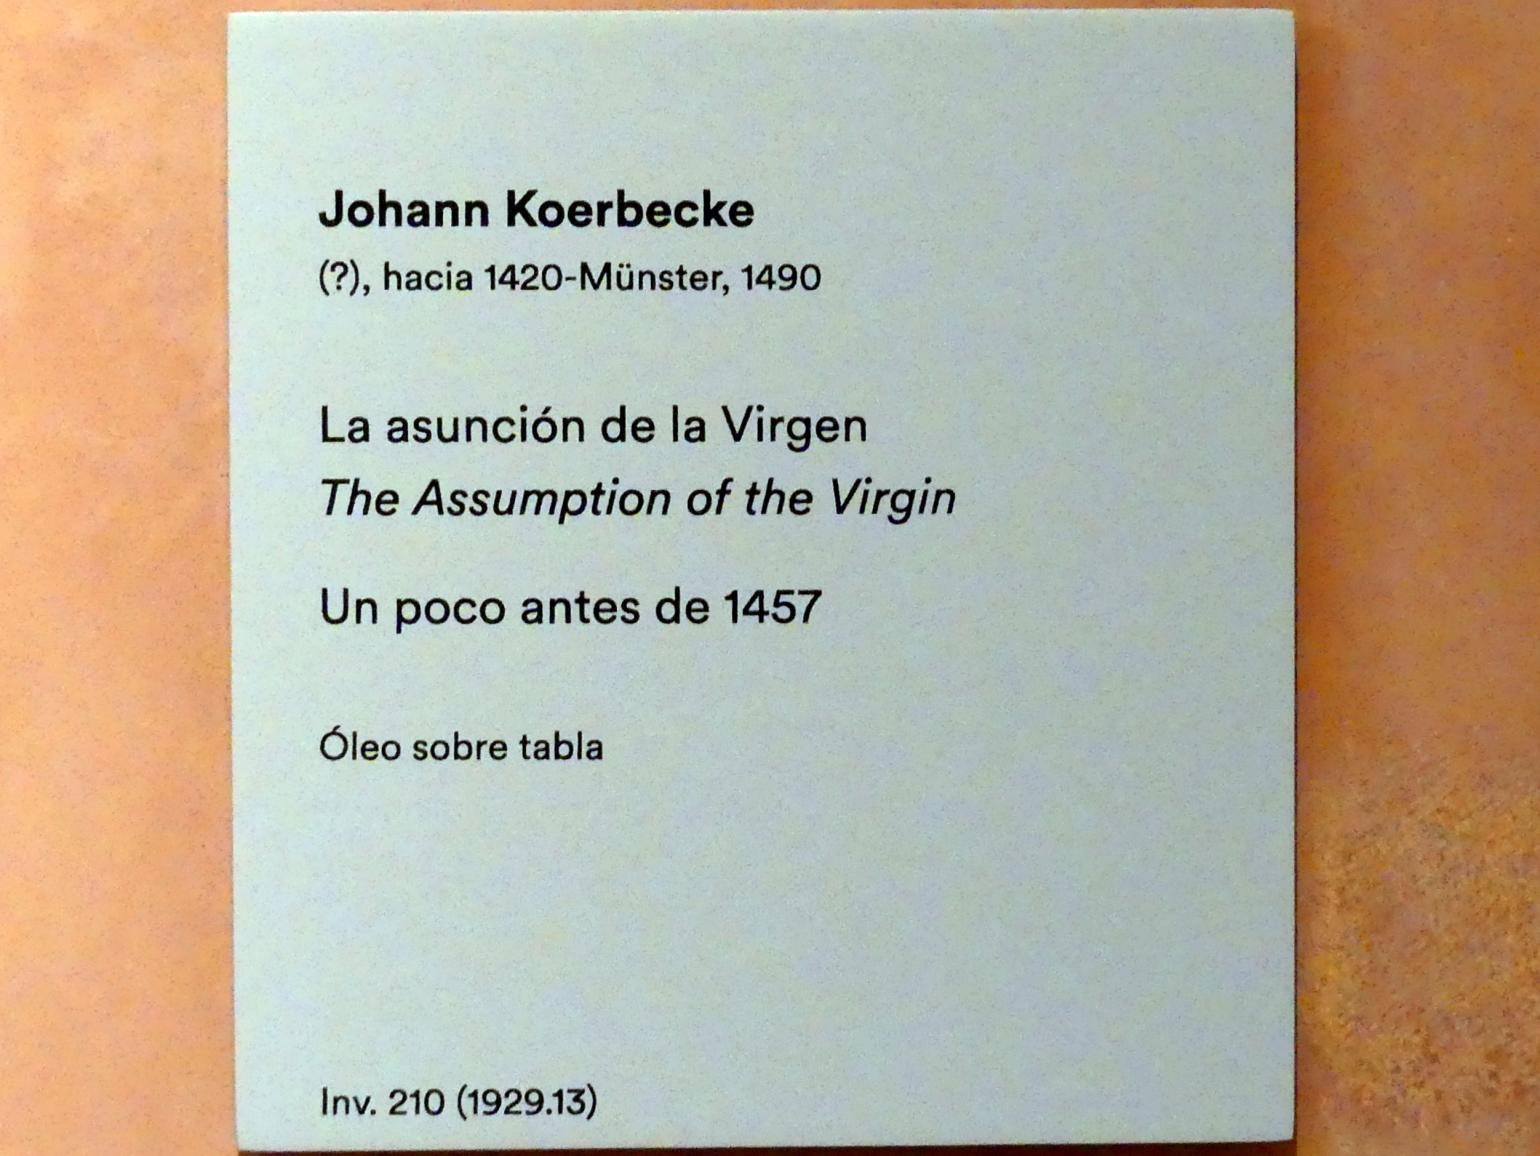 Johann Koerbecke
(?), hacia 1420-Münster, 1490
La asunción de la Virgen
The Assumption of the Virgin
Un poco antes de 1457
Óleo sobre tabla
Inv. 210 (1929.13)